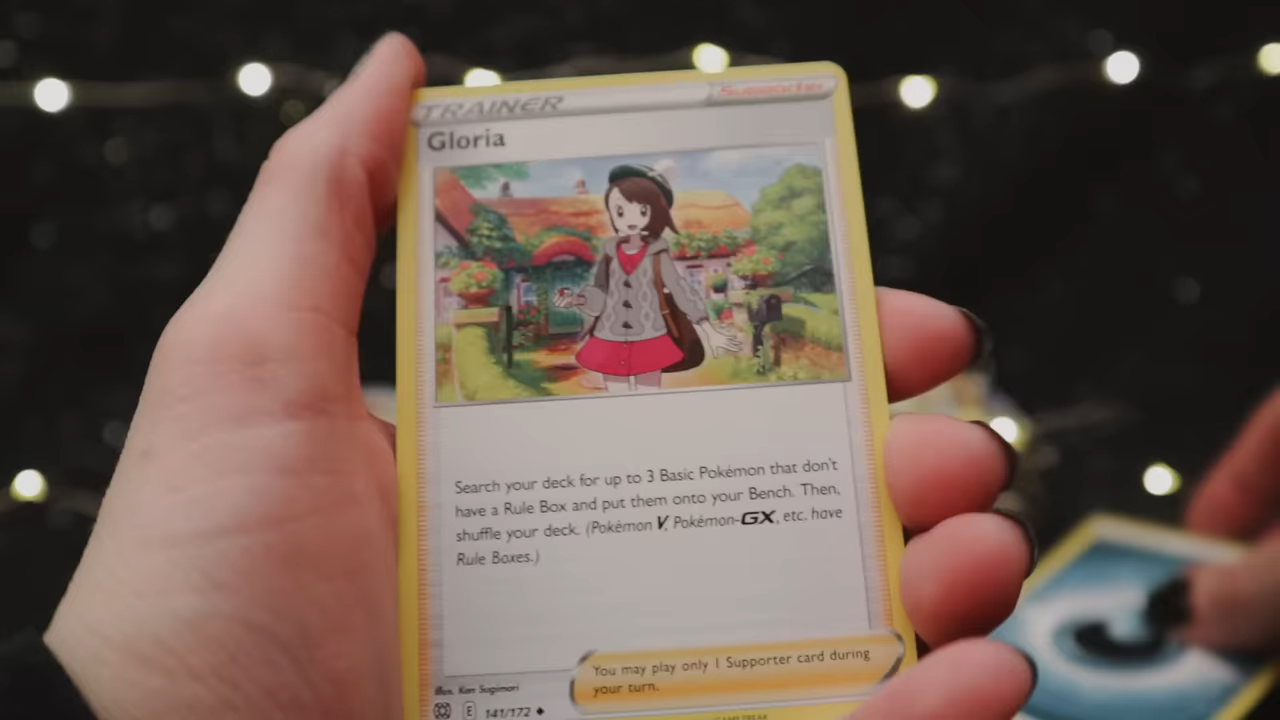 TRAINER Supporter
Gloria
Search your deck for up to 3 Basic Pokémon that don't
have a Rule Box and put them onto your Bench. Then,
shuffle your deck. (Pokémon V, Pokémon-GX, etc. have
Rule Boxes.)
You may play only 1 Supporter card during
your turn.
illus. Ken Sugimori
E 141/172